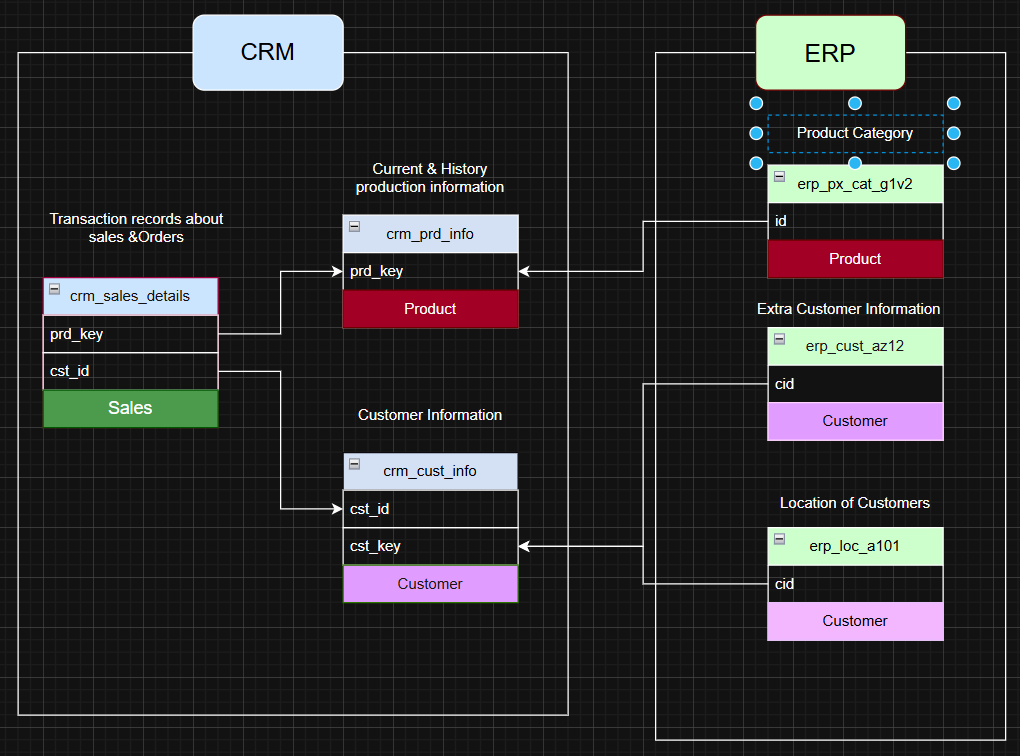 CRM
ERP
Product Category
Current & History
production information
erp_px_cat_g1v2
id
Product
Transaction records about
sales &Orders
crm_prd_info
prd_key
Product
crm_sales_details
prd_key
cst_id
Sales
Extra Customer Information
erp_cust_az12
cid
Customer
Customer Information
crm_cust_info
cst_id
cst_key
Customer
Location of Customers
erp_loc_a101
cid
Customer